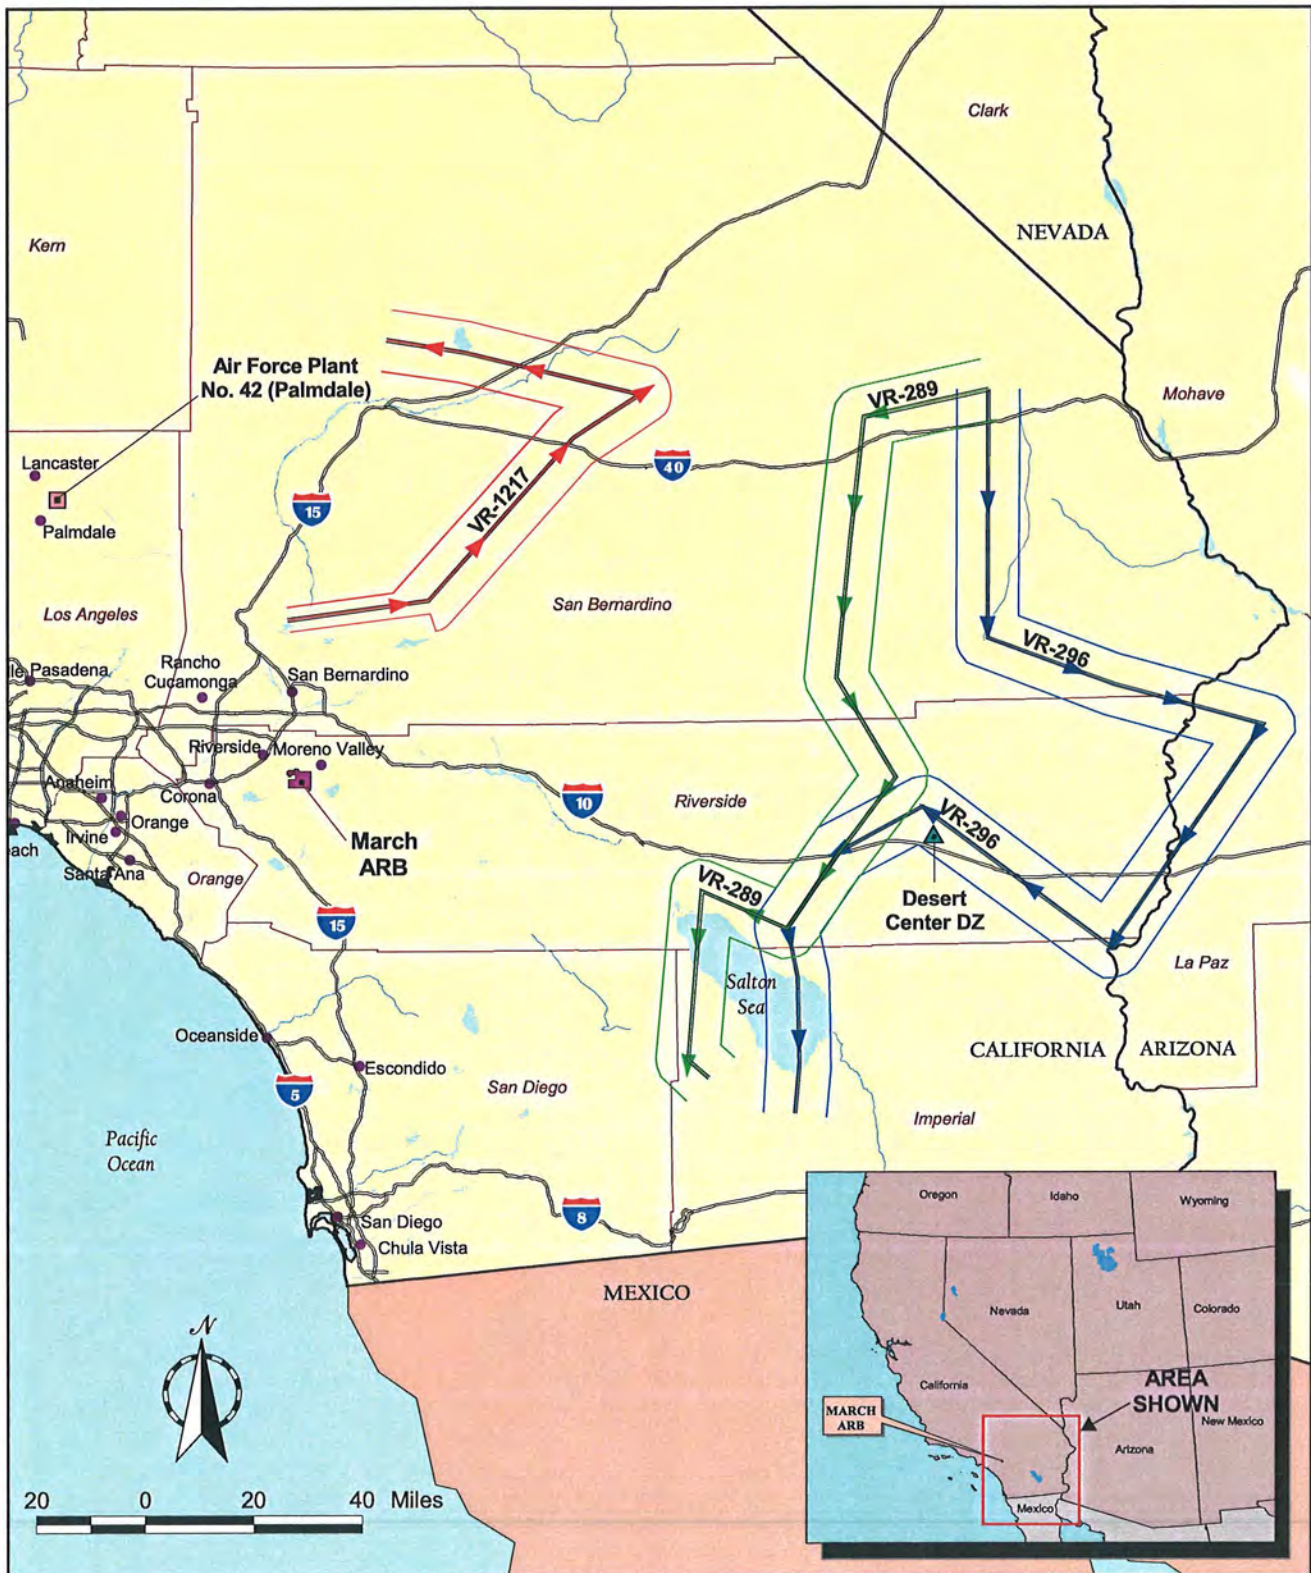 Clark
NEVADA
Kern
Air Force Plant
No. 42 (Palmdale)
VR-289
Mohave
Lancaster
40
15
VR-1217
Palmdale
Los Angeles
San Bernardino
VR-296
Pasadena
Rancho
Cucamonga
San Bernardino
Riverside
Moreno Valley
Anaheim
Corona
10
Riverside
Orange
Irvine
VR-296
each
March
ARB
Santa Ana
Orange
VR-289
Desert
Center DZ
15
La Paz
Salton
Sea
Oceanside
CALIFORNIA
ARIZONA
Escondido
5
San Diego
Imperial
Pacific
Ocean
San Diego
8
Chula Vista
MEXICO
Oregon
Idaho
Wyoming
Nevada
Utah
Colorado
California
AREA
SHOWN
MARCH
ARB
New Mexico
Arizona
Mexico
N
20 0 20 40 Miles